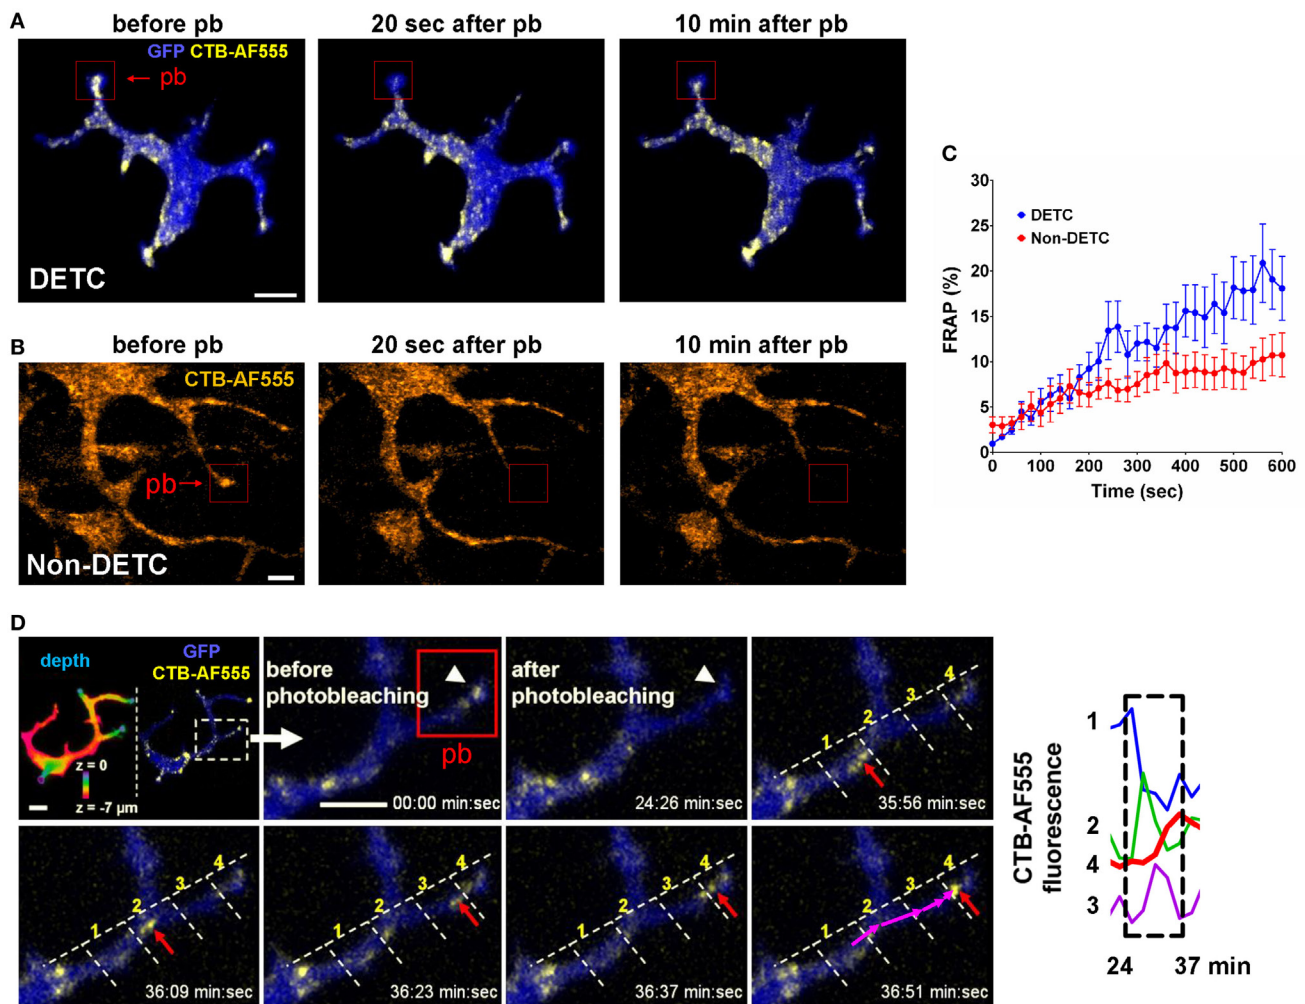 A
before pb
20 sec after pb
10 min after pb
GFP CTB-AF555
pb
DETC
B
before pb
20 sec after pb
10 min after pb
CTB-AF555
pb
Non-DETC
C
30
25
20
15
10
5
0
FRAP (%)
DETC
Non-DETC
0 100 200 300 400 500 600
Time (sec)
D
depth
GFP
CTB-AF555
z = 0
z = -7 µm
before
photobleaching
pb
00:00 min:sec
after
photobleaching
24:26 min:sec
1 2 3 4
35:56 min:sec
1 2 3 4
36:09 min:sec
1 2 3 4
36:23 min:sec
1 2 3 4
36:37 min:sec
1 2 3 4
36:51 min:sec
CTB-AF555
fluorescence
1
2
4
3
24 37 min